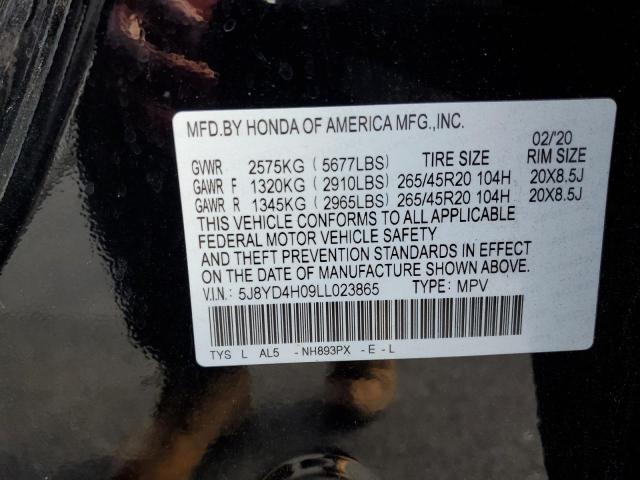 MFD.BY HONDA OF AMERICA MFG.,INC.
02/'20
GVWR 2575KG (5677LBS) TIRE SIZE RIM SIZE
GAWR F 1320KG (2910LBS) 265/45R20 104H 20X8.5J
GAWR R 1345KG (2965LBS) 265/45R20 104H 20X8.5J
THIS VEHICLE CONFORMS TO ALL APPLICABLE
FEDERAL MOTOR VEHICLE SAFETY
AND THEFT PREVENTION STANDARDS IN EFFECT
ON THE DATE OF MANUFACTURE SHOWN ABOVE.
V.I.N.: 5J8YD4H09LL023865 TYPE: MPV
TYS L AL5 -NH893PX -E-L